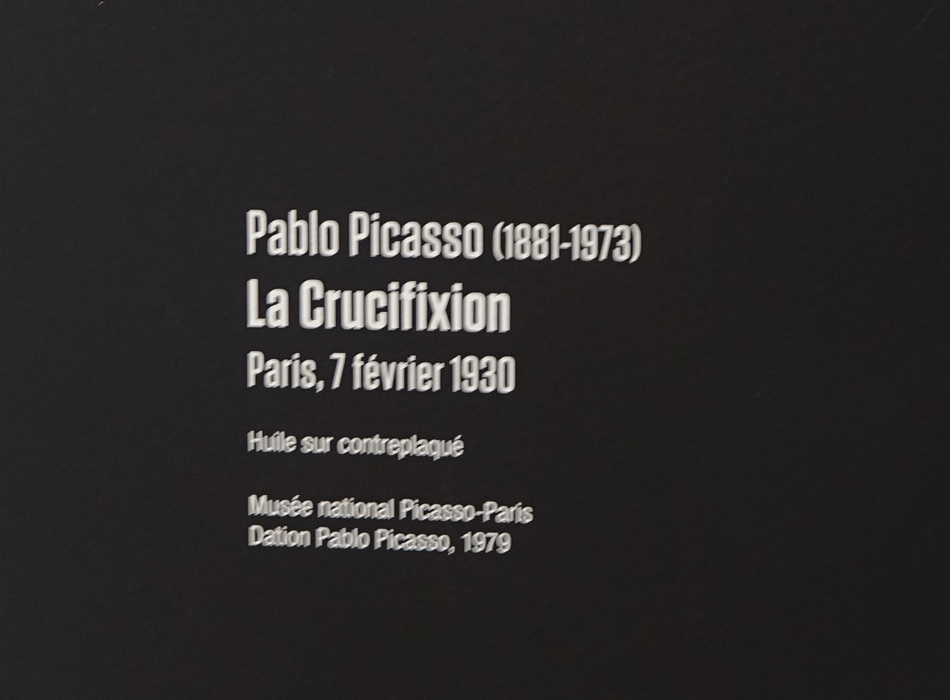 Pablo Picasso (1881-1973)
La Crucifixion
Paris, 7 février 1930
Huile sur contreplaqué
Musée national Picasso-Paris
Dation Pablo Picasso, 1979